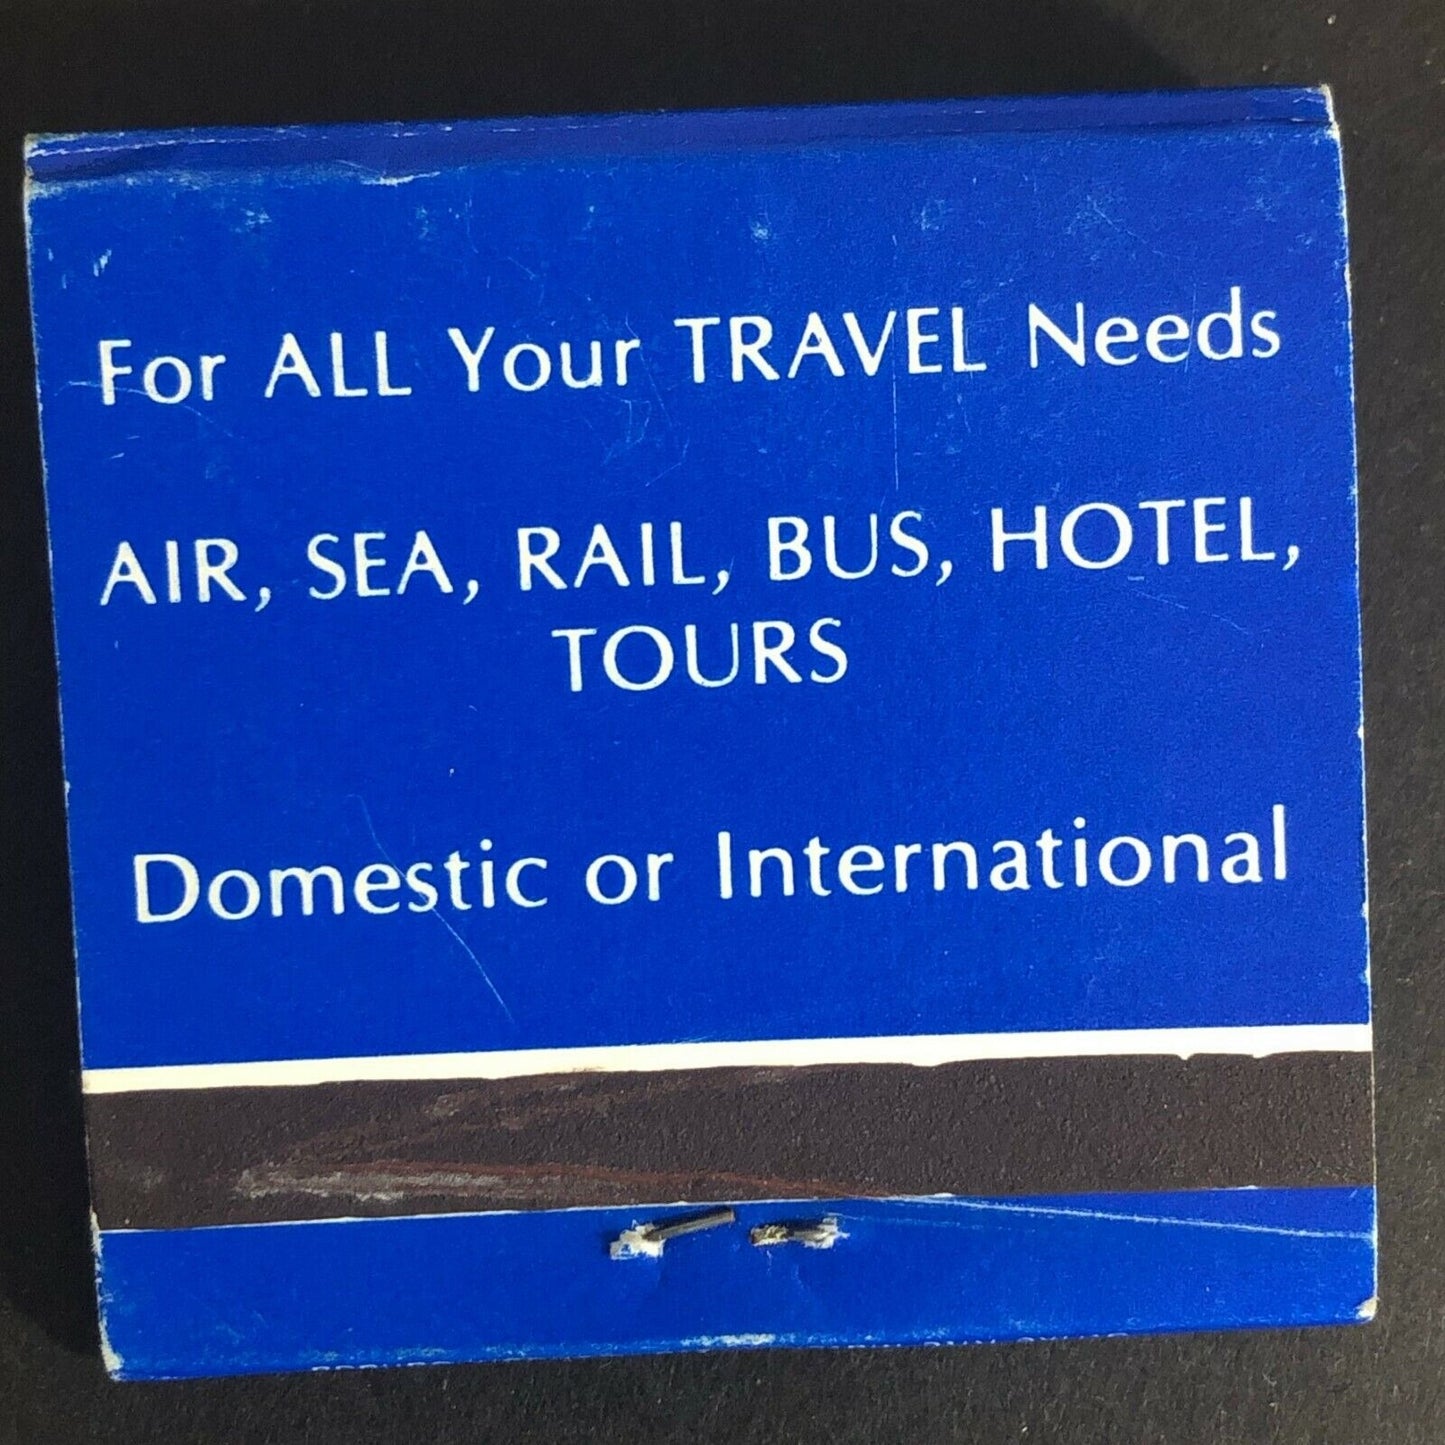 For ALL Your TRAVEL Needs
AIR, SEA, RAIL, BUS, HOTEL,
TOURS
Domestic or International